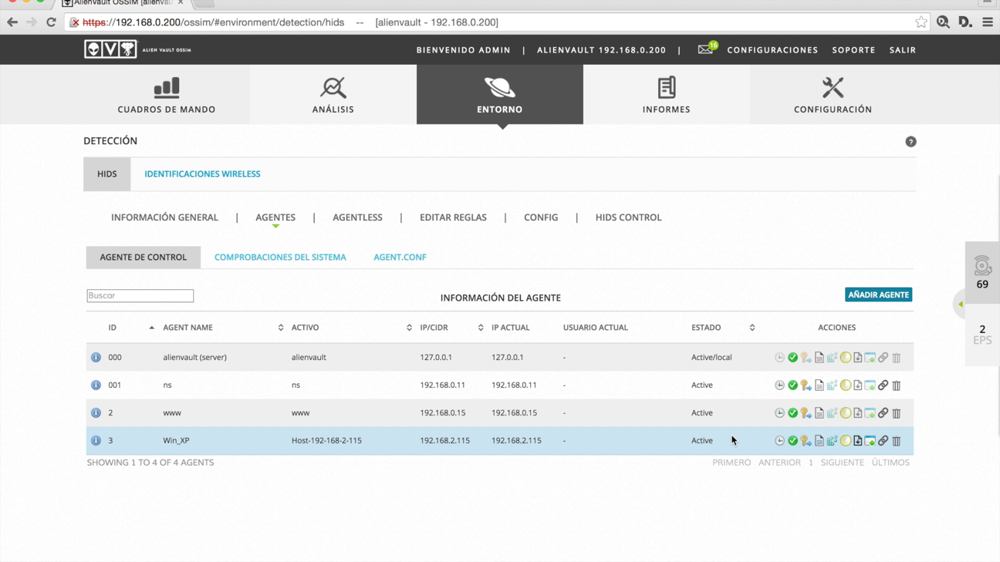 AlienVault OSSIM [alienvau ×
https://192.168.0.200/ossim/#environment/detection/hids -- [alienvault - 192.168.0.200]
ALIEN VAULT OSSIM
BIENVENIDO ADMIN | ALIENVAULT 192.168.0.200 | 16 CONFIGURACIONES SOPORTE SALIR
CUADROS DE MANDO ANÁLISIS ENTORNO INFORMES CONFIGURACIÓN
DETECCIÓN ?
HIDS IDENTIFICACIONES WIRELESS
INFORMACIÓN GENERAL | AGENTES | AGENTLESS | EDITAR REGLAS | CONFIG | HIDS CONTROL
AGENTE DE CONTROL COMPROBACIONES DEL SISTEMA AGENT.CONF
69
2
EPS
Buscar INFORMACIÓN DEL AGENTE AÑADIR AGENTE
ID AGENT NAME ACTIVO IP/CIDR IP ACTUAL USUARIO ACTUAL ESTADO ACCIONES
000 alienvault (server) alienvault 127.0.0.1 127.0.0.1 - Active/local
001 ns ns 192.168.0.11 192.168.0.11 - Active
2 www www 192.168.0.15 192.168.0.15 - Active
3 Win_XP Host-192-168-2-115 192.168.2.115 192.168.2.115 - Active
SHOWING 1 TO 4 OF 4 AGENTS PRIMERO ANTERIOR 1 SIGUIENTE ÚLTIMOS